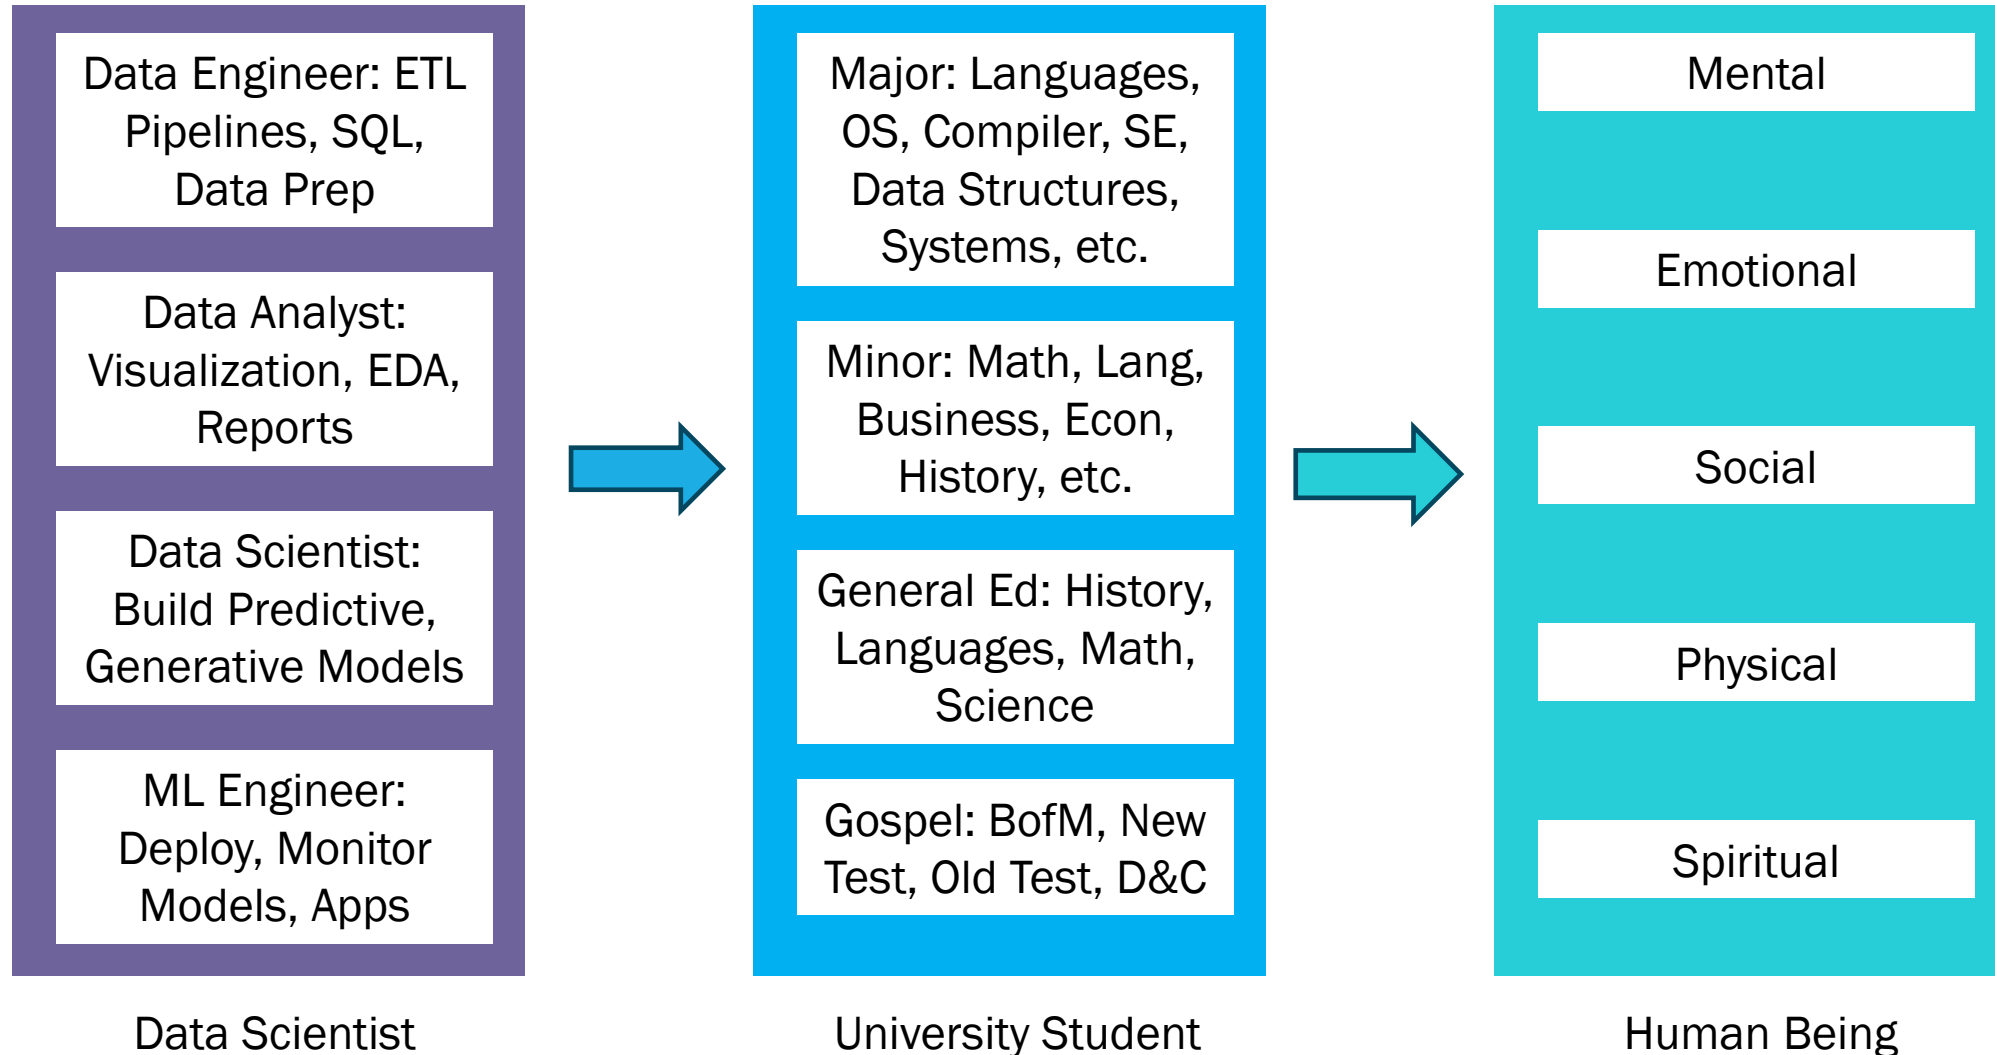 Data Engineer: ETL
Pipelines, SQL,
Data Prep
Data Analyst:
Visualization, EDA,
Reports
Data Scientist:
Build Predictive,
Generative Models
ML Engineer:
Deploy, Monitor
Models, Apps
Data Scientist
Major: Languages,
OS, Compiler, SE,
Data Structures,
Systems, etc.
Minor: Math, Lang,
Business, Econ,
History, etc.
General Ed: History,
Languages, Math,
Science
Gospel: BofM, New
Test, Old Test, D&C
University Student
Mental
Emotional
Social
Physical
Spiritual
Human Being